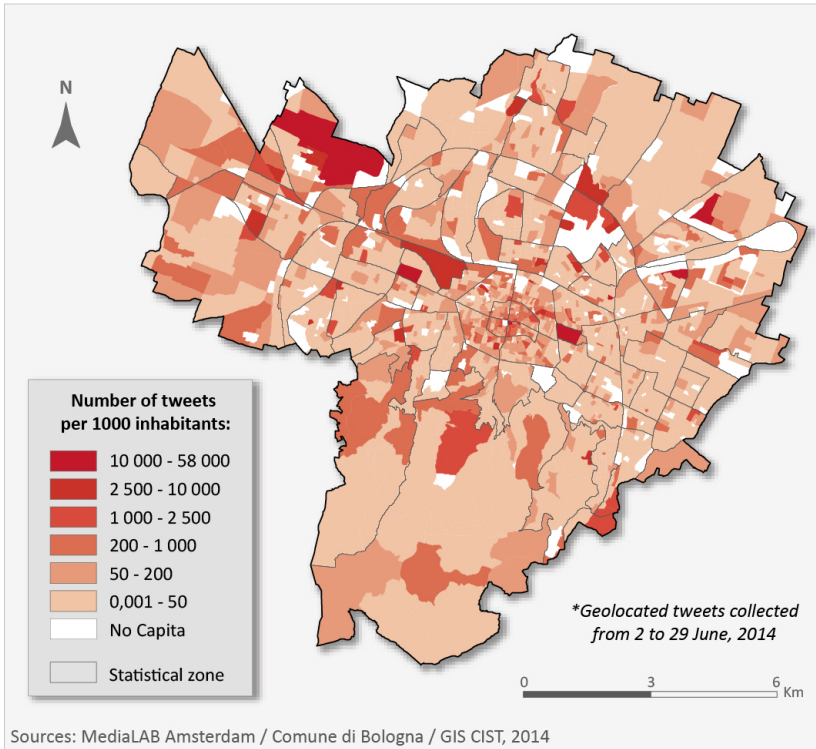 N
Number of tweets
per 1000 inhabitants:
10 000 - 58 000
2 500 - 10 000
1 000 - 2 500
200 - 1 000
50 - 200
0,001 - 50
No Capita
Statistical zone
*Geolocated tweets collected
from 2 to 29 June, 2014
0 3 6
Km
Sources: MediaLAB Amsterdam / Comune di Bologna / GIS CIST, 2014